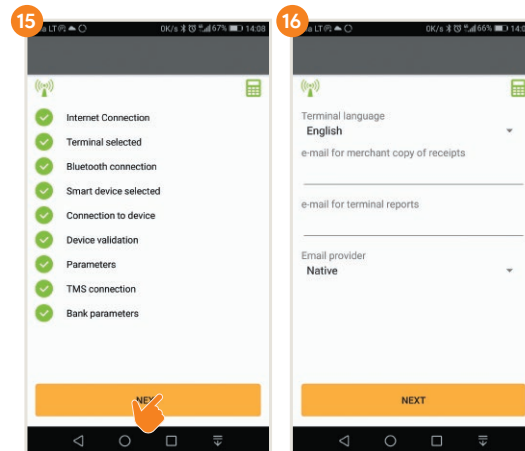 15
LT 0K/s 67% 14:08
Internet Connection
Terminal selected
Bluetooth connection
Smart device selected
Connection to device
Device validation
Parameters
TMS connection
Bank parameters
16
LT 0K/s 66%
Terminal language
English
e-mail for merchant copy of receipts
e-mail for terminal reports
Email provider
Native
NEXT